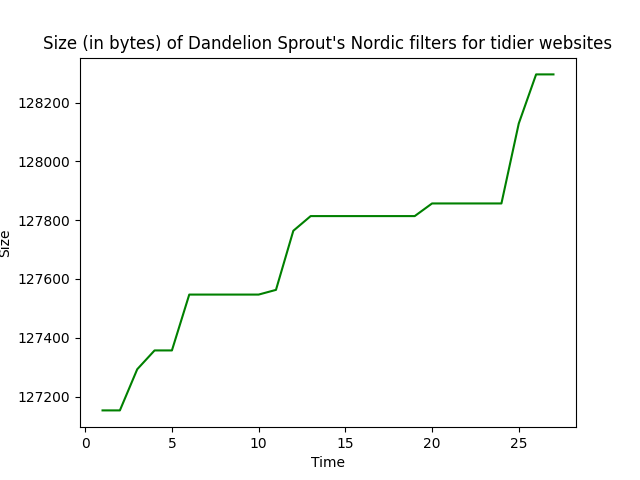 Size (in bytes) of Dandelion Sprout's Nordic filters for tidier websites
128200
128000
127800
127600
127400
127200
Size
0 5 10 15 20 25
Time